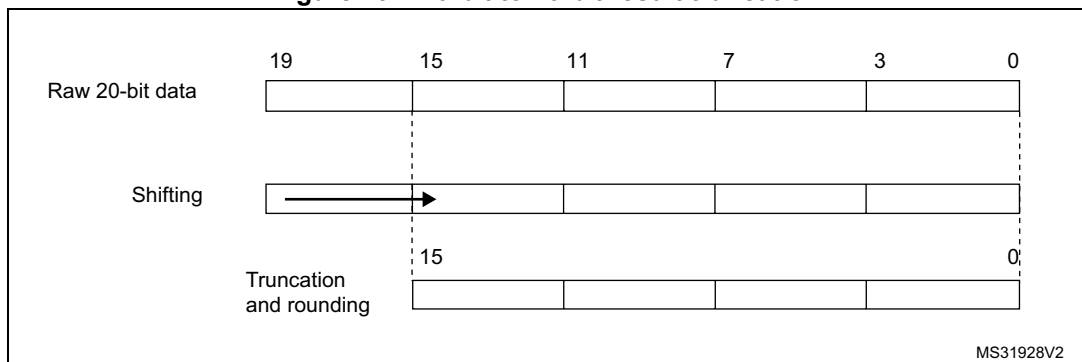 19 15 11 7 3 0
Raw 20-bit data
Shifting
15 0
Truncation
and rounding
MS31928V2